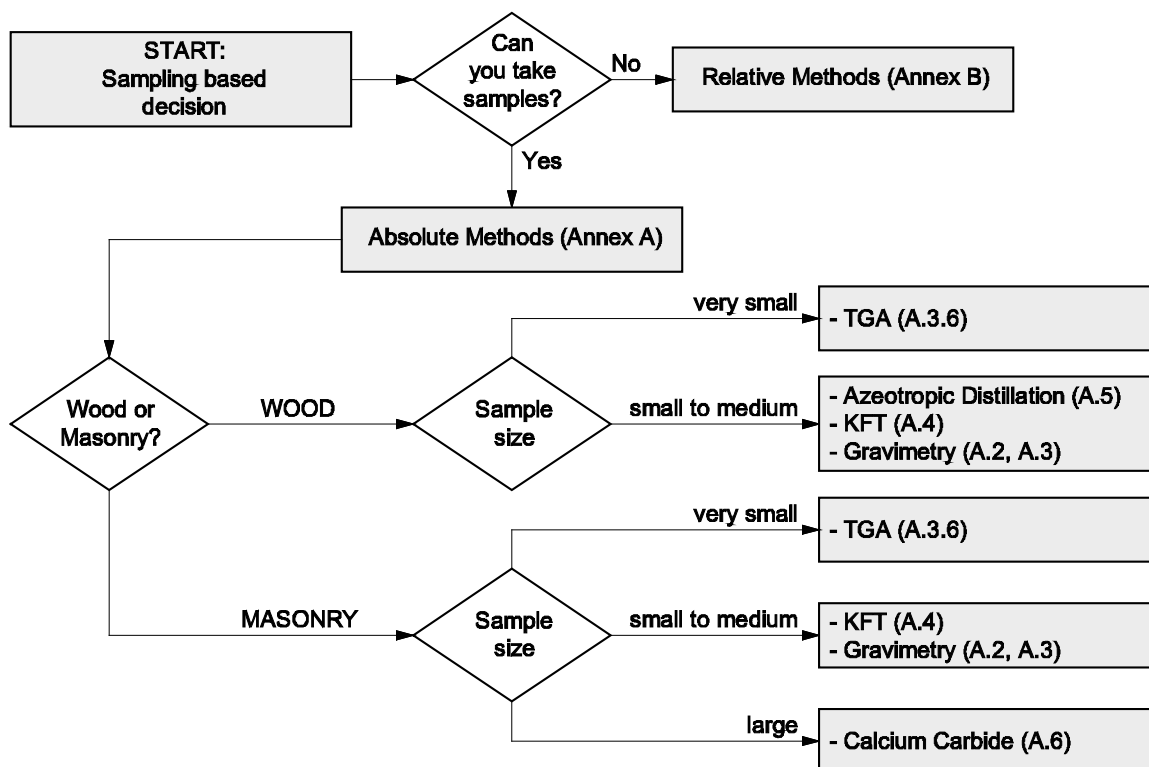 START:
Sampling based
decision
Can
you take
samples?
No
Relative Methods (Annex B)
Yes
Absolute Methods (Annex A)
Wood or
Masonry?
WOOD
Sample
size
very small
- TGA (A.3.6)
small to medium
- Azeotropic Distillation (A.5)
- KFT (A.4)
- Gravimetry (A.2, A.3)
MASONRY
Sample
size
very small
- TGA (A.3.6)
small to medium
- KFT (A.4)
- Gravimetry (A.2, A.3)
large
- Calcium Carbide (A.6)